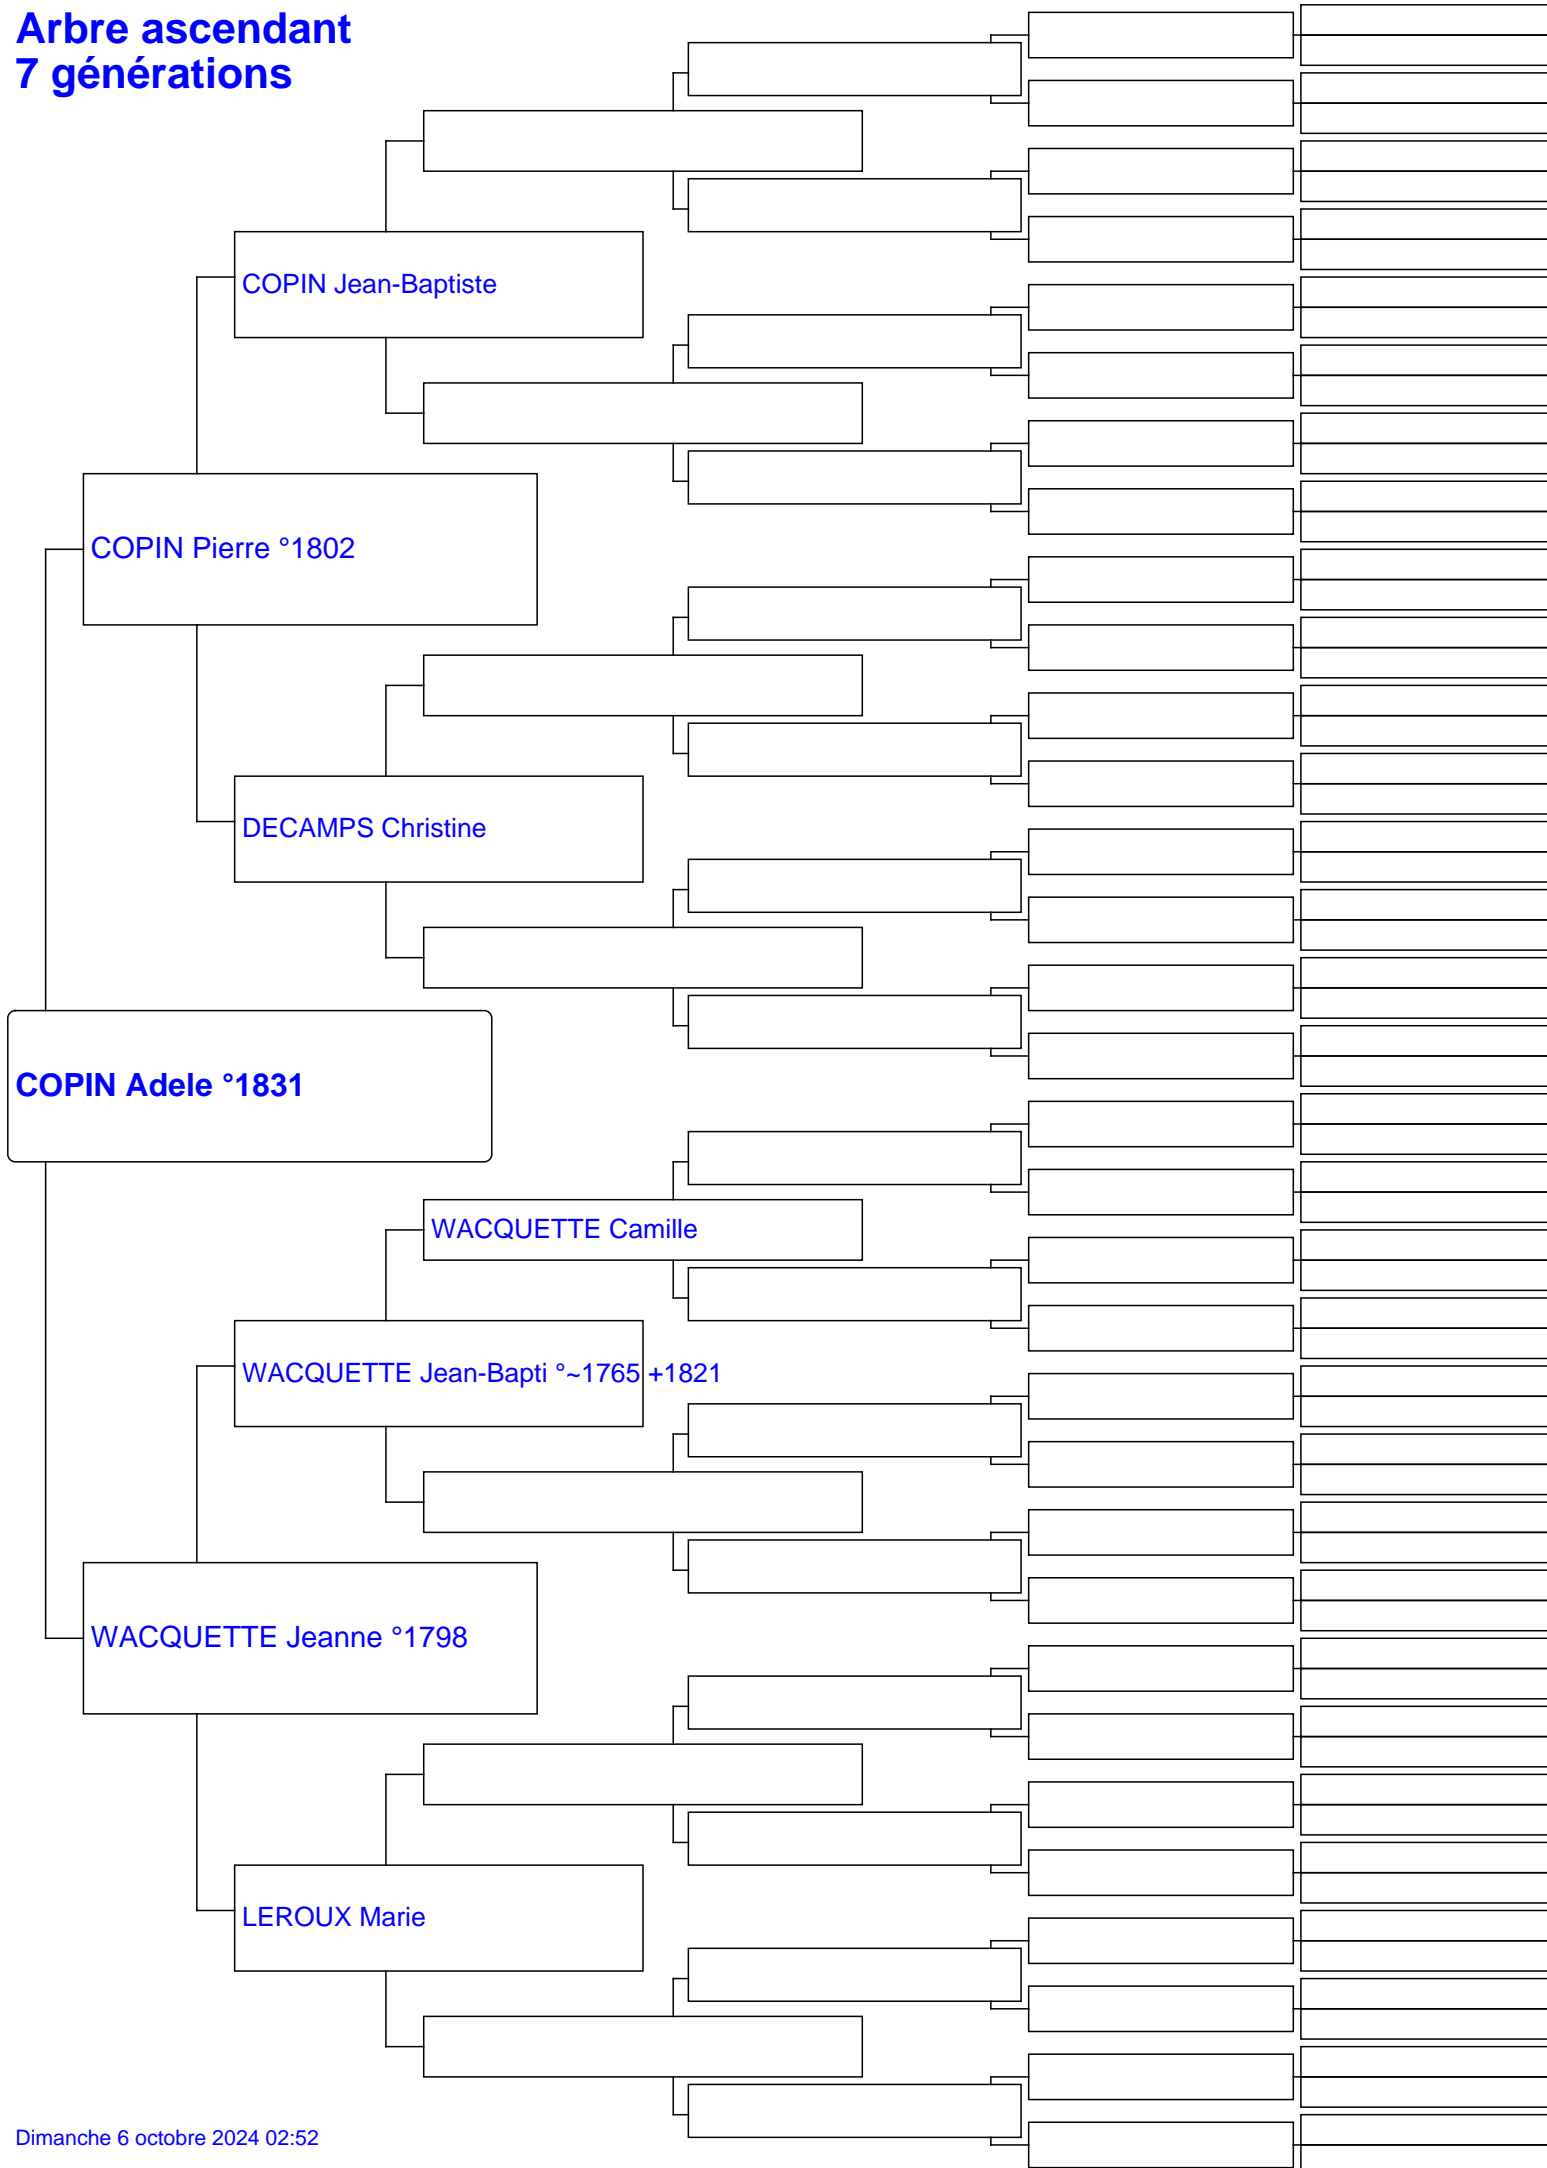 Arbre ascendant
7 générations
COPIN Jean-Baptiste
COPIN Pierre °1802
DECAMPS Christine
COPIN Adele °1831
WACQUETTE Camille
WACQUETTE Jean-Bapti °~1765 +1821
WACQUETTE Jeanne °1798
LEROUX Marie
Dimanche 6 octobre 2024 02:52